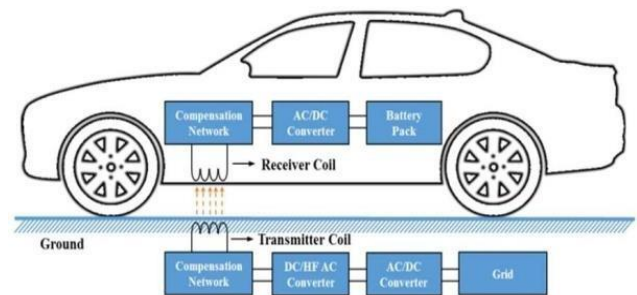 Compensation
Network
AC/DC
Converter
Battery
Pack
Receiver Coil
Ground
Transmitter Coil
Compensation
Network
DC/HF AC
Converter
AC/DC
Converter
Grid